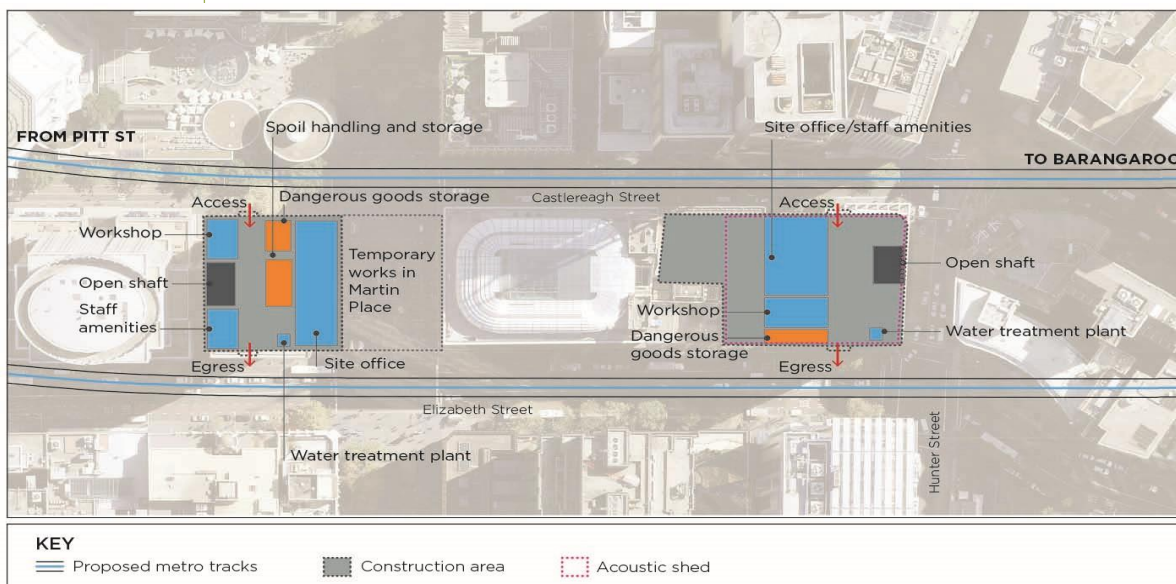 FROM PITT ST
TO BARANGAROO
Spoil handling and storage
Site office/staff amenities
Dangerous goods storage
Castlereagh Street
Access
Access
Workshop
Open shaft
Staff
amenities
Temporary
works in
Martin
Place
Open shaft
Workshop
Dangerous
goods storage
Water treatment plant
Egress
Site office
Egress
Elizabeth Street
Water treatment plant
Hunter Street
KEY
Proposed metro tracks
Construction area
Acoustic shed